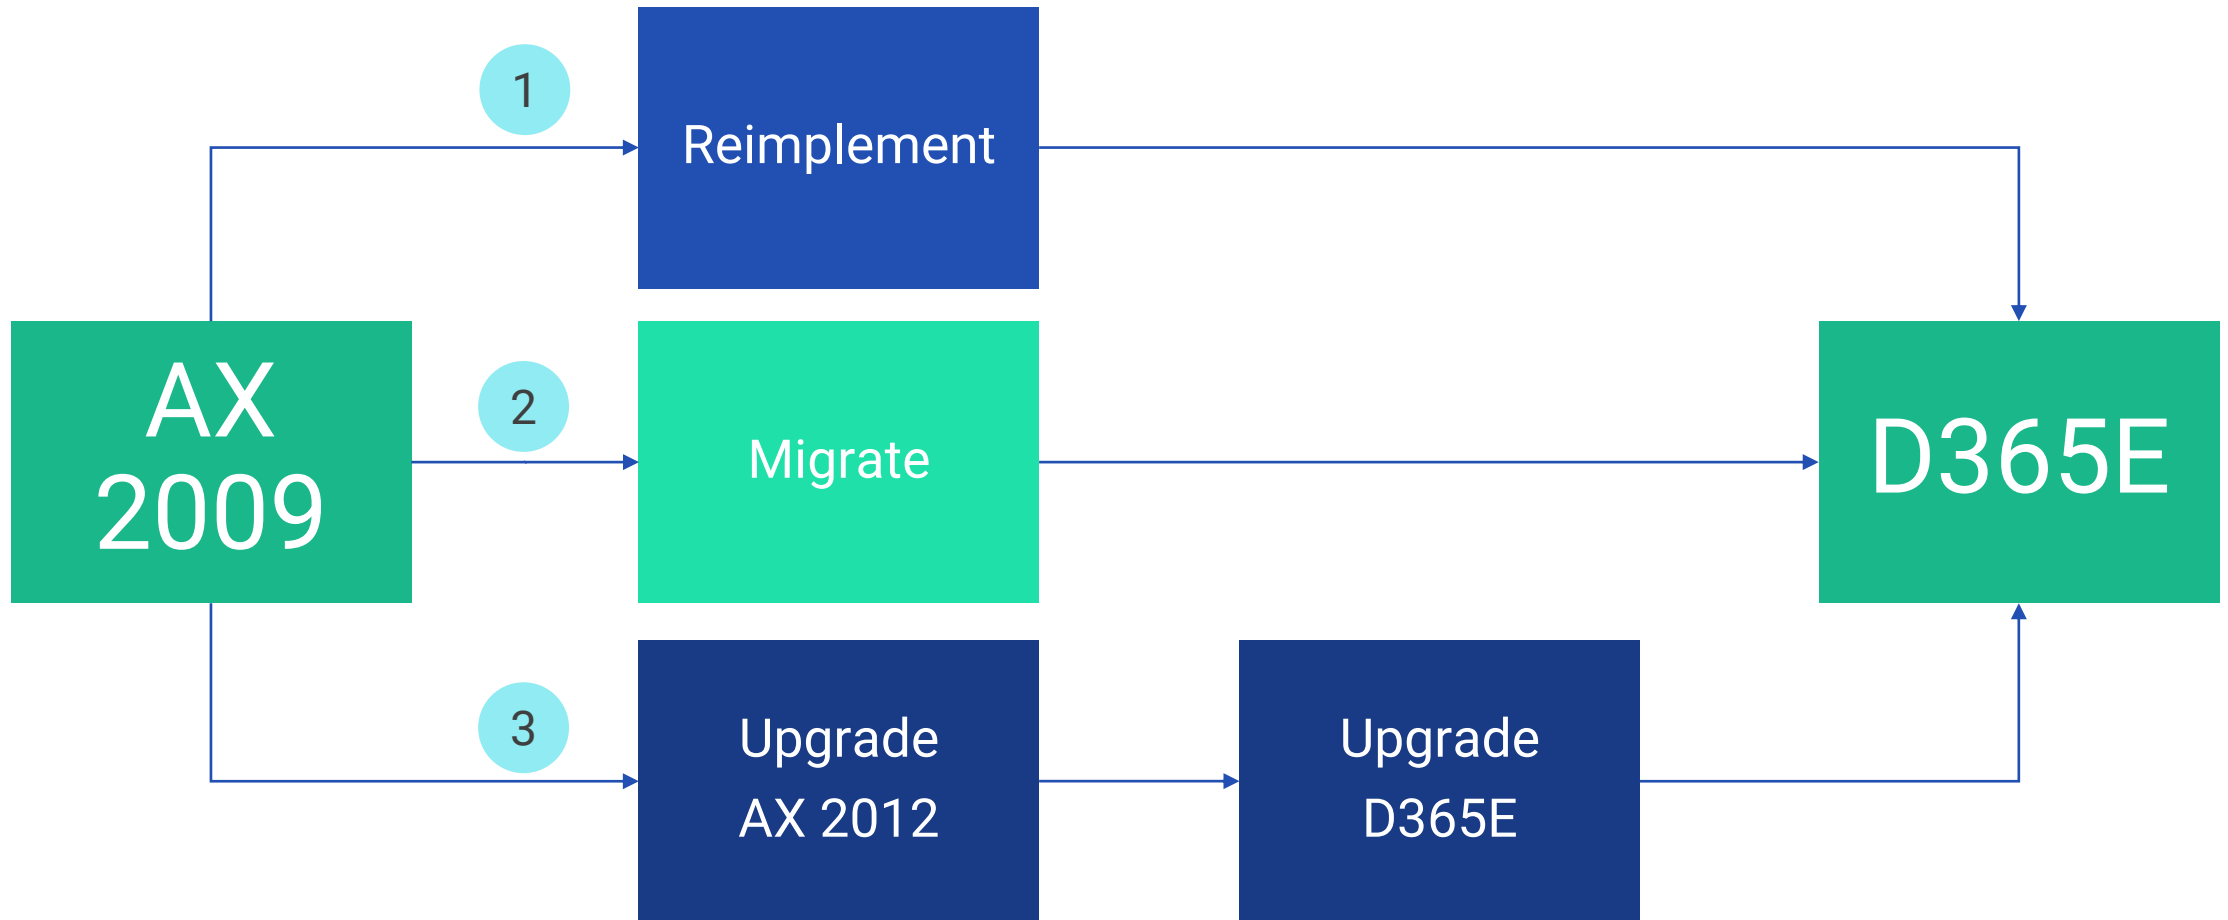 1
Reimplement
AX
2009
2
Migrate
D365E
3
Upgrade
AX 2012
Upgrade
D365E